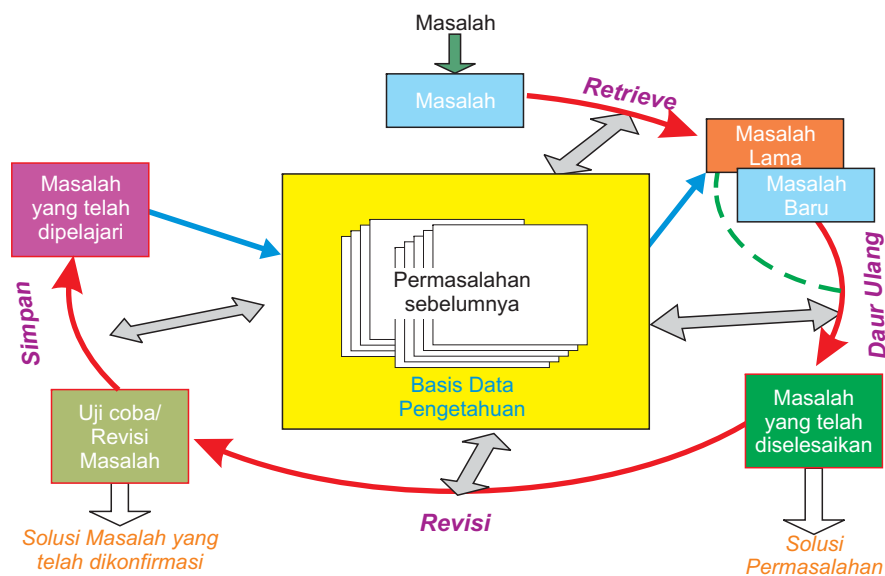 Masalah
Masalah
Retrieve
Masalah
Lama
Masalah
Baru
Masalah
yang telah
dipelajari
Permasalahan
sebelumnya
Daur Ulang
Simpan
Basis Data
Pengetahuan
Uji coba/
Revisi
Masalah
Masalah
yang telah
diselesaikan
Revisi
Solusi Masalah yang
telah dikonfirmasi
Solusi
Permasalahan